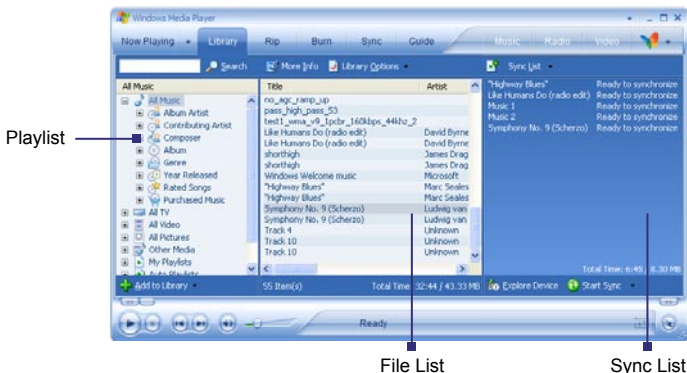 Windows Media Player
Now Playing Library Rip Burn Sync Guide Music Radio Video
Search More Info Library Options Sync List
All Music
All Music
Album Artist
Contributing Artist
Composer
Album
Genre
Year Released
Rated Songs
Purchased Music
All TV
All Video
All Pictures
Other Media
My Playlists
Auto Playlists
Add to Library
Title Artist
no_agc_ramp_up
pass_high_pass_53
test1_wma_v9_1pcbr_160kbps_44khz_2
Like Humans Do (radio edit) David Byrne
Like Humans Do (radio edit) David Byrne
shorthigh James Drag
shorthigh James Drag
Windows Welcome music Microsoft
"Highway Blues" Marc Seales
"Highway Blues" Marc Seales
Symphony No. 9 (Scherzo) Ludwig van
Symphony No. 9 (Scherzo) Ludwig van
Track 4 Unknown
Track 10 Unknown
Track 10 Unknown
55 Item(s) Total Time: 32:44 / 43.33 MB
"Highway Blues" Ready to synchronize
Like Humans Do (radio edit) Ready to synchronize
Music 1 Ready to synchronize
Music 2 Ready to synchronize
Symphony No. 9 (Scherzo) Ready to synchronize
Total Time: 6:45 / 8.30 MB
Explore Device Start Sync
Ready
Playlist
File List
Sync List